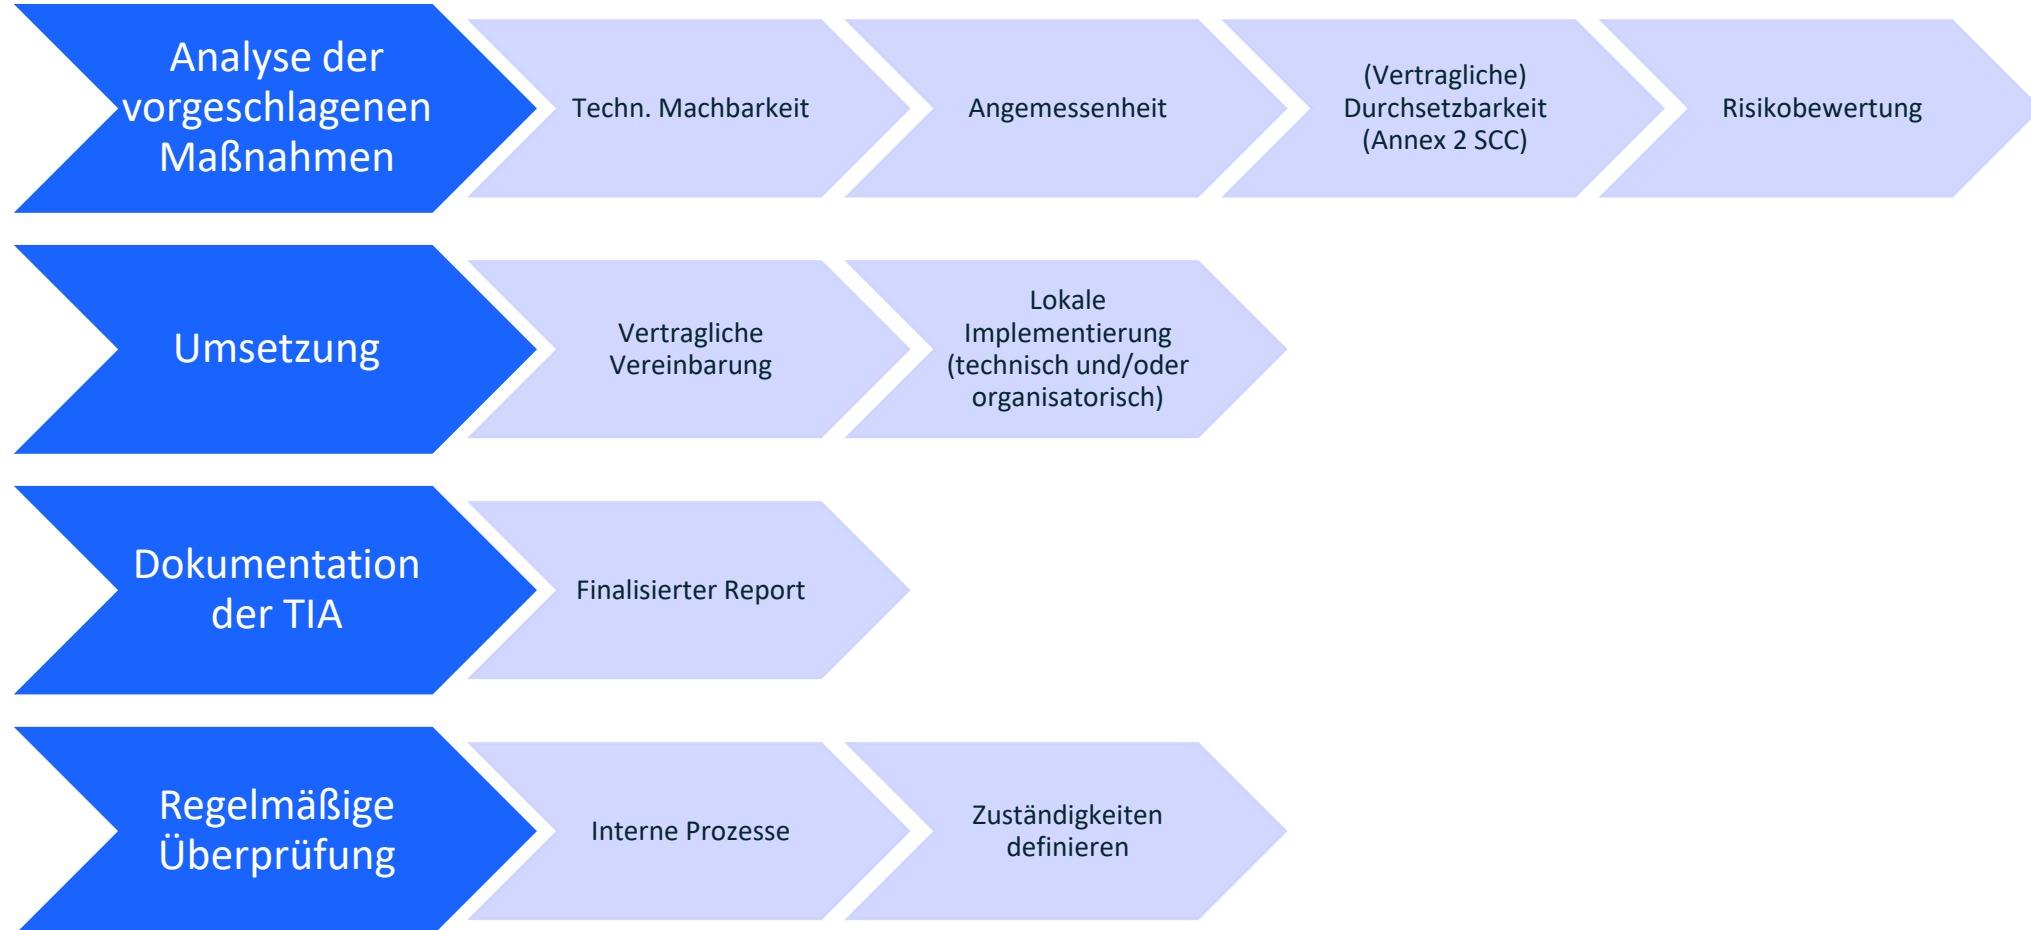 Analyse der
vorgeschlagenen
Maßnahmen
Techn. Machbarkeit
Angemessenheit
(Vertragliche)
Durchsetzbarkeit
(Annex 2 SCC)
Risikobewertung
Umsetzung
Vertragliche
Vereinbarung
Lokale
Implementierung
(technisch und/oder
organisatorisch)
Dokumentation
der TIA
Finalisierter Report
Regelmäßige
Überprüfung
Interne Prozesse
Zuständigkeiten
definieren